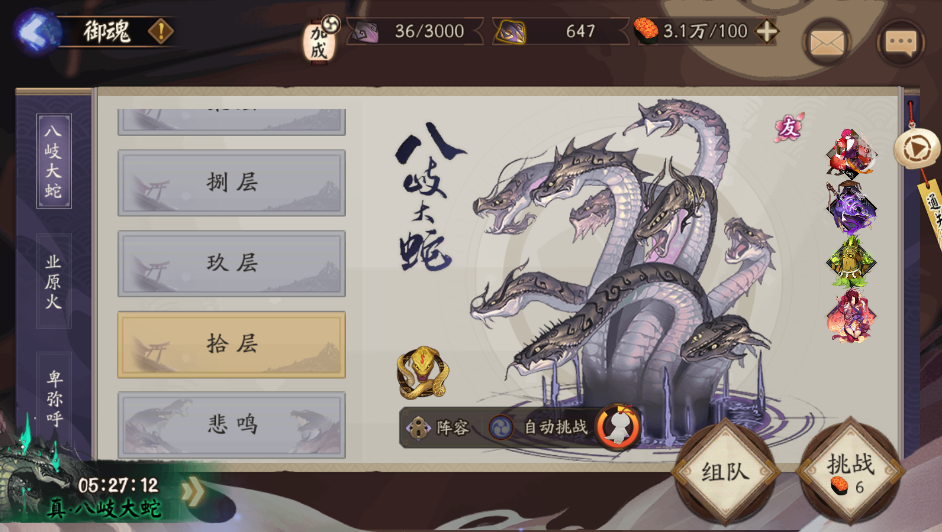 御魂
加成
36/3000
647
3.1万/100
八岐大蛇
业原火
卑弥呼
捌层
玖层
拾层
悲鸣
八岐大蛇
友
阵容
自动挑战
组队
挑战
6
05:27:12
真·八岐大蛇